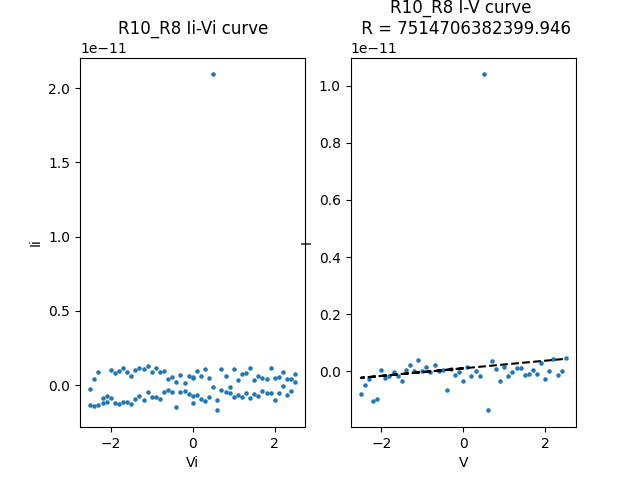 R10_R8 Ii-Vi curve
1e−11
2.0
1.5
1.0
0.5
0.0
Ii
−2
0
2
Vi
R10_R8 I-V curve
R = 7514706382399.946
1e−11
1.0
0.8
0.6
0.4
0.2
0.0
I
−2
0
2
V